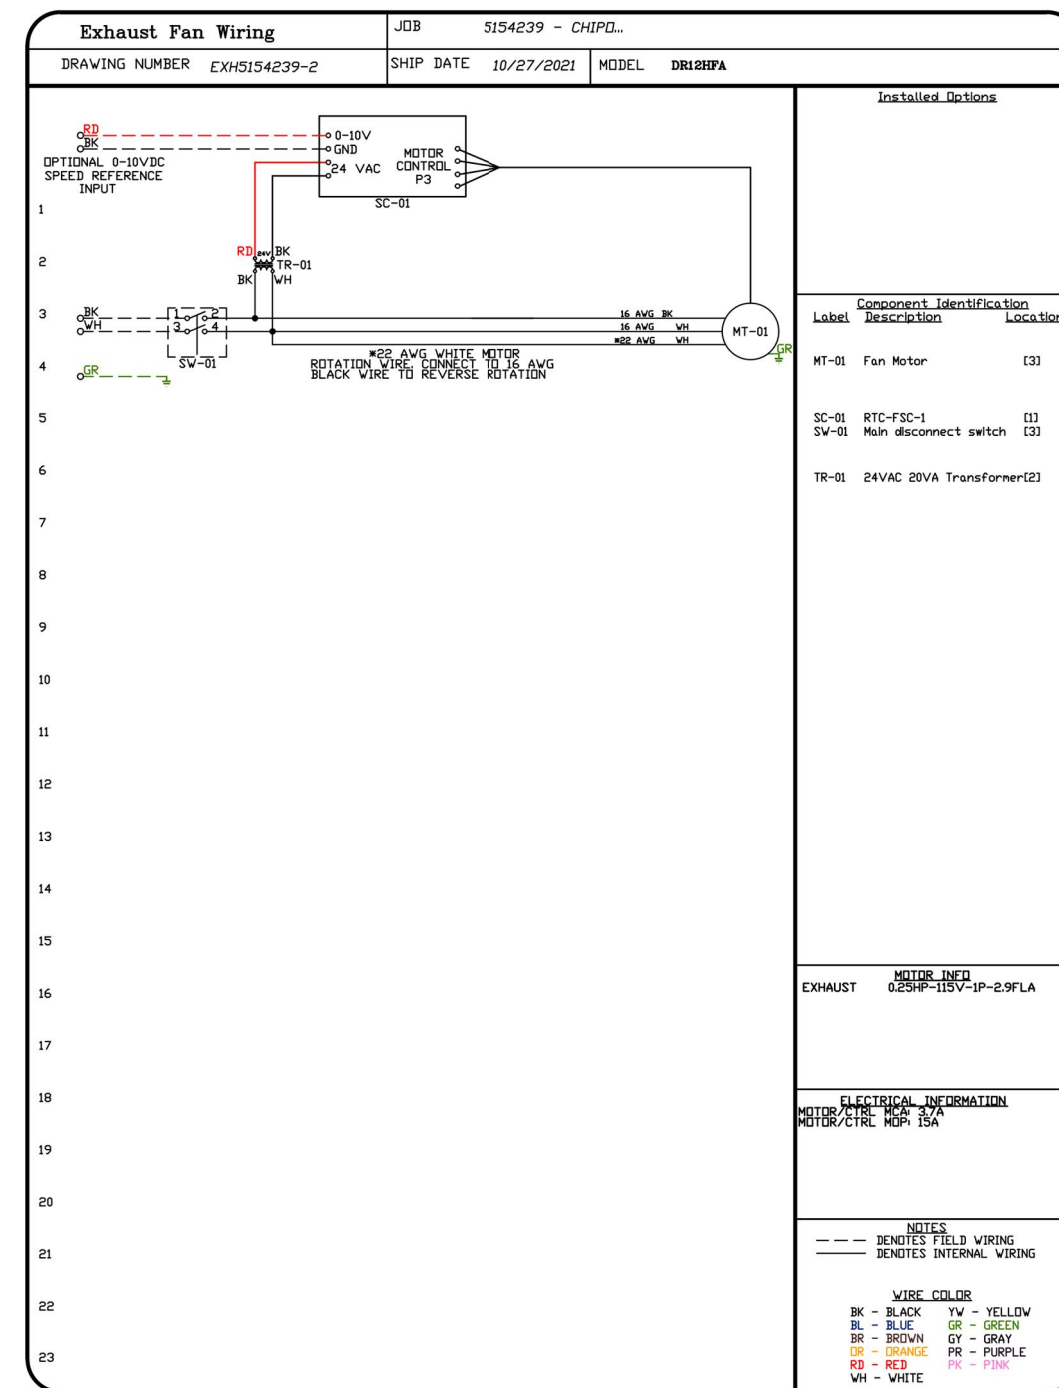 Exhaust Fan Wiring
JOB 5154239 - CHIPO...
DRAWING NUMBER EXH5154239-2
SHIP DATE 10/27/2021
MODEL DR12HFA
RD
BK
OPTIONAL 0-10VDC
SPEED REFERENCE
INPUT
0-10V
GND
24 VAC
MOTOR
CONTROL
P3
SC-01
RD 24V BK
TR-01
BK WH
BK
WH
1 2
3 4
SW-01
GR
16 AWG BK
16 AWG WH
*22 AWG WH
MT-01
GR
*22 AWG WHITE MOTOR
ROTATION WIRE. CONNECT TO 16 AWG
BLACK WIRE TO REVERSE ROTATION
1
2
3
4
5
6
7
8
9
10
11
12
13
14
15
16
17
18
19
20
21
22
23
Installed Options
Component Identification
Label Description Location
MT-01 Fan Motor [3]
SC-01 RTC-FSC-1 [1]
SW-01 Main disconnect switch [3]
TR-01 24VAC 20VA Transformer[2]
MOTOR INFO
EXHAUST 0.25HP-115V-1P-2.9FLA
ELECTRICAL INFORMATION
MOTOR/CTRL MCA: 3.7A
MOTOR/CTRL MOP: 15A
NOTES
DENOTES FIELD WIRING
DENOTES INTERNAL WIRING
WIRE COLOR
BK - BLACK YW - YELLOW
BL - BLUE GR - GREEN
BR - BROWN GY - GRAY
OR - ORANGE PR - PURPLE
RD - RED PK - PINK
WH - WHITE